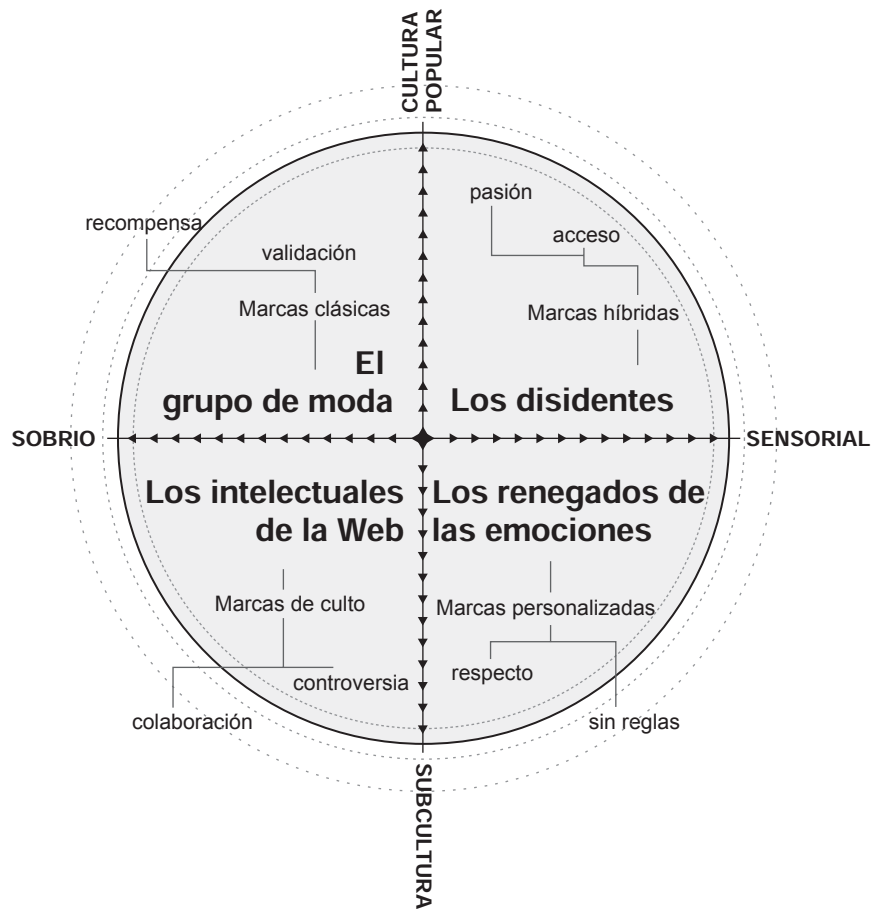 CULTURA
POPULAR
pasión
recompensa
acceso
validación
Marcas clásicas
Marcas híbridas
El
grupo de moda
Los disidentes
SOBRIO
SENSORIAL
Los intelectuales
de la Web
Los renegados de
las emociones
Marcas de culto
Marcas personalizadas
respecto
controversia
colaboración
sin reglas
SUBCULTURA